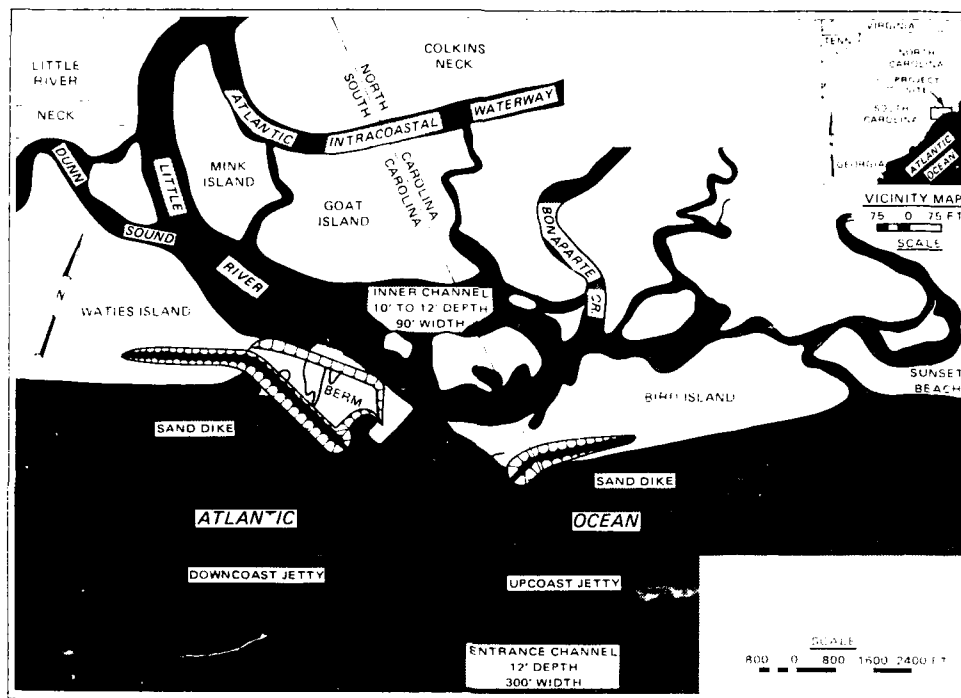 LITTLE
RIVER
NECK
COLKINS
NECK
NORTH CAROLINA
SOUTH CAROLINA
ATLANTIC INTRACOASTAL WATERWAY
DUNN SOUND
LITTLE RIVER
MINK
ISLAND
GOAT
ISLAND
BONAPARTE CR.
N
WATIES ISLAND
INNER CHANNEL
10' TO 12' DEPTH
90' WIDTH
BERM
BIRD ISLAND
SUNSET
BEACH
SAND DIKE
SAND DIKE
ATLANTIC OCEAN
DOWNCOAST JETTY
UPCOAST JETTY
ENTRANCE CHANNEL
12' DEPTH
300' WIDTH
VIRGINIA
TENN
NORTH
CAROLINA
PROJECT
SITE
SOUTH
CAROLINA
GEORGIA
ATLANTIC
OCEAN
VICINITY MAP
75 0 75 FT
SCALE
SCALE
800 0 800 1600 2400 FT